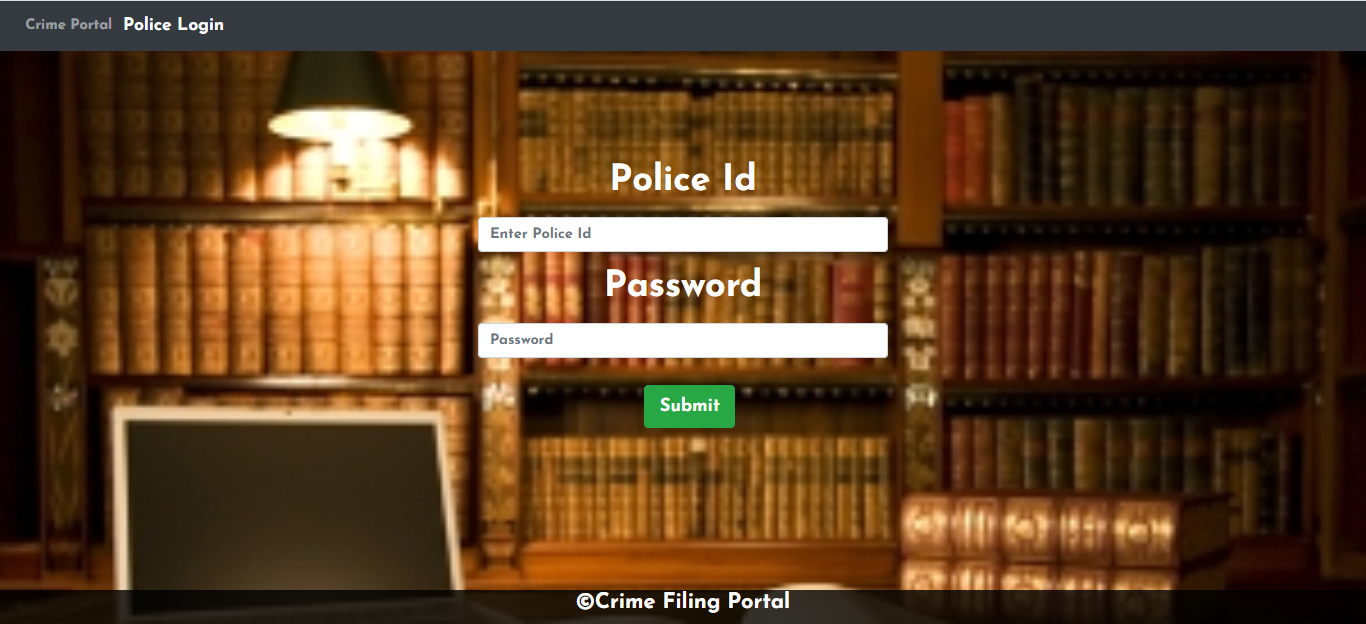 Crime Portal Police Login
Police Id
Enter Police Id
Password
Password
Submit
©Crime Filing Portal